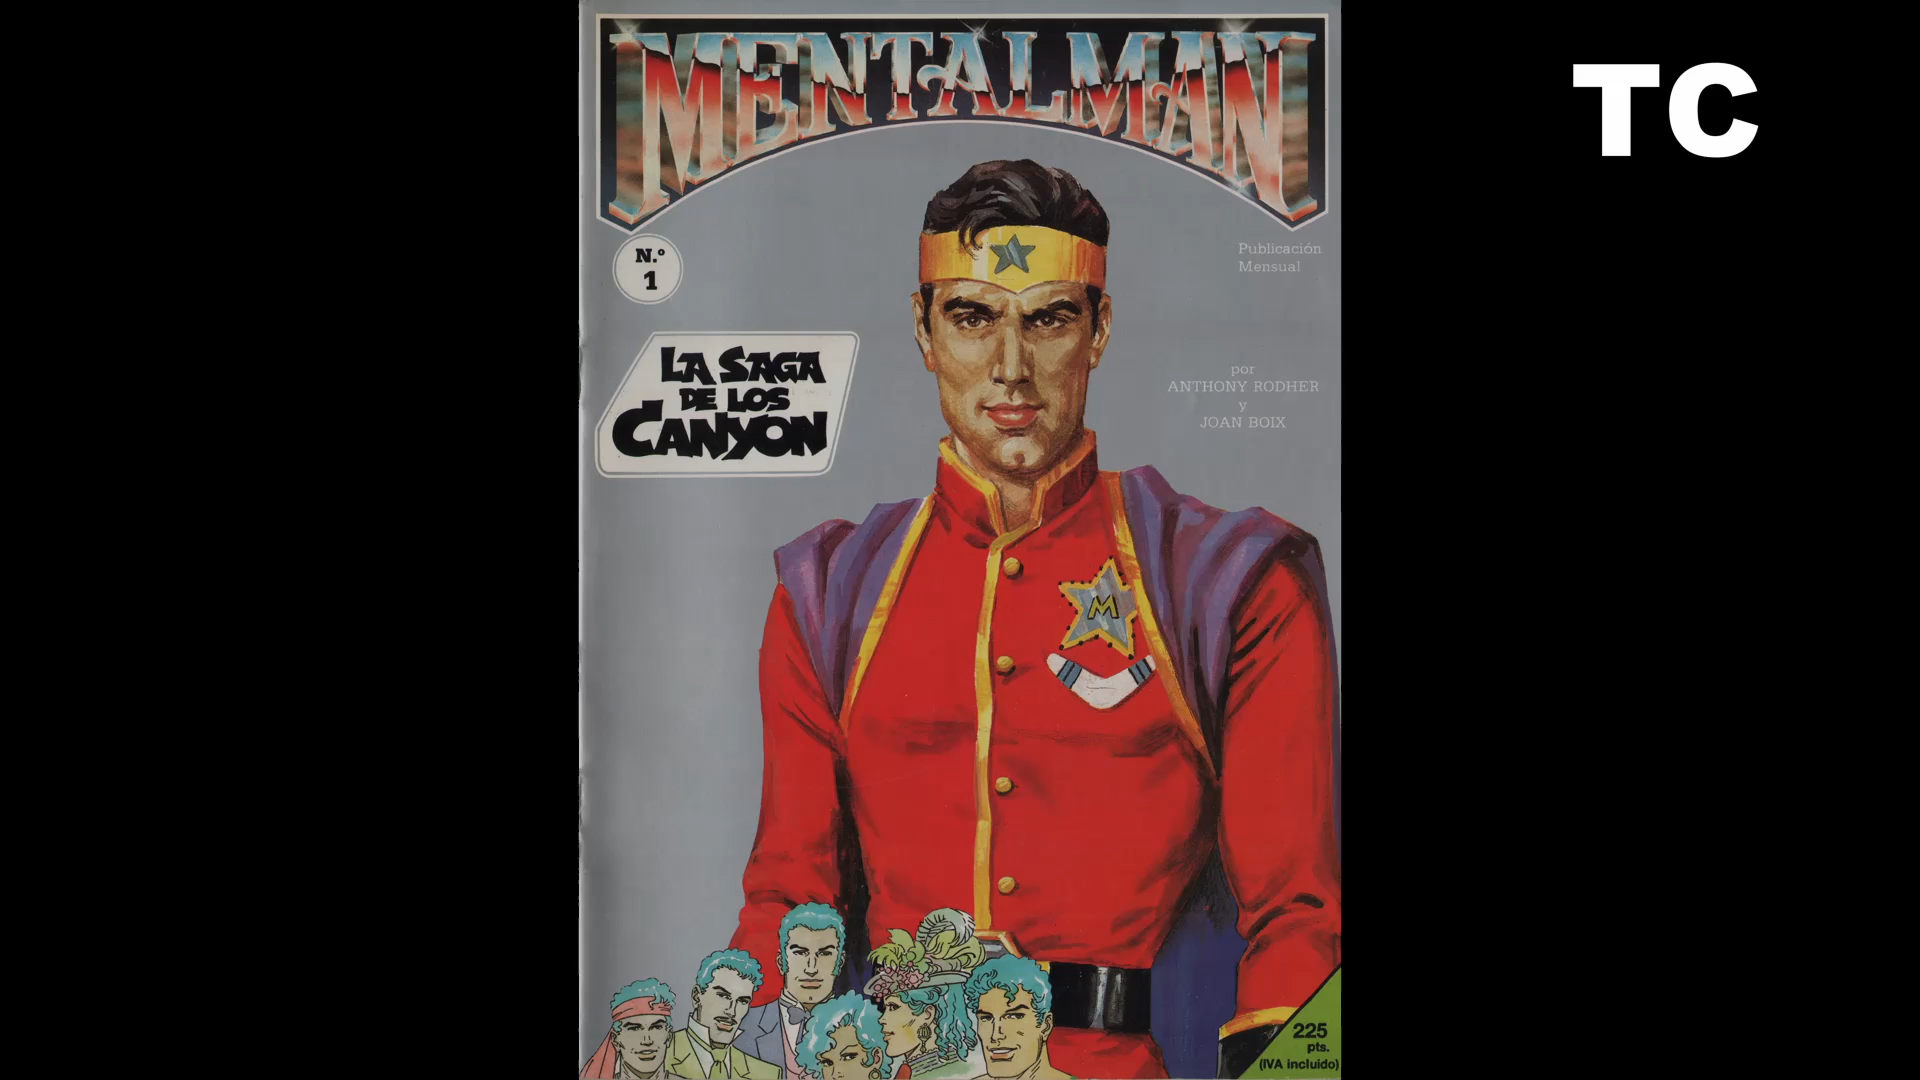 MENTALMAN
TC
N.º
1
Publicación
Mensual
LA SAGA
DE LOS
CANYON
por
ANTHONY RODHER
y
JOAN BOIX
M
225
pts.
(IVA incluido)